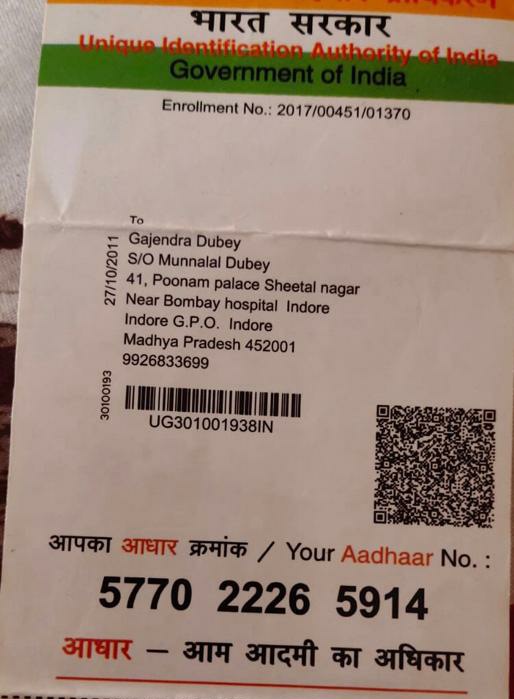 भारत सरकार
Unique Identification Authority of India
Government of India
Enrollment No.: 2017/00451/01370
To
Gajendra Dubey
S/O Munnalal Dubey
41, Poonam palace Sheetal nagar
Near Bombay hospital Indore
Indore G.P.O. Indore
Madhya Pradesh 452001
9926833699
27/10/2011
30100193
UG301001938IN
आपका आधार क्रमांक / Your Aadhaar No. :
5770 2226 5914
आधार — आम आदमी का अधिकार